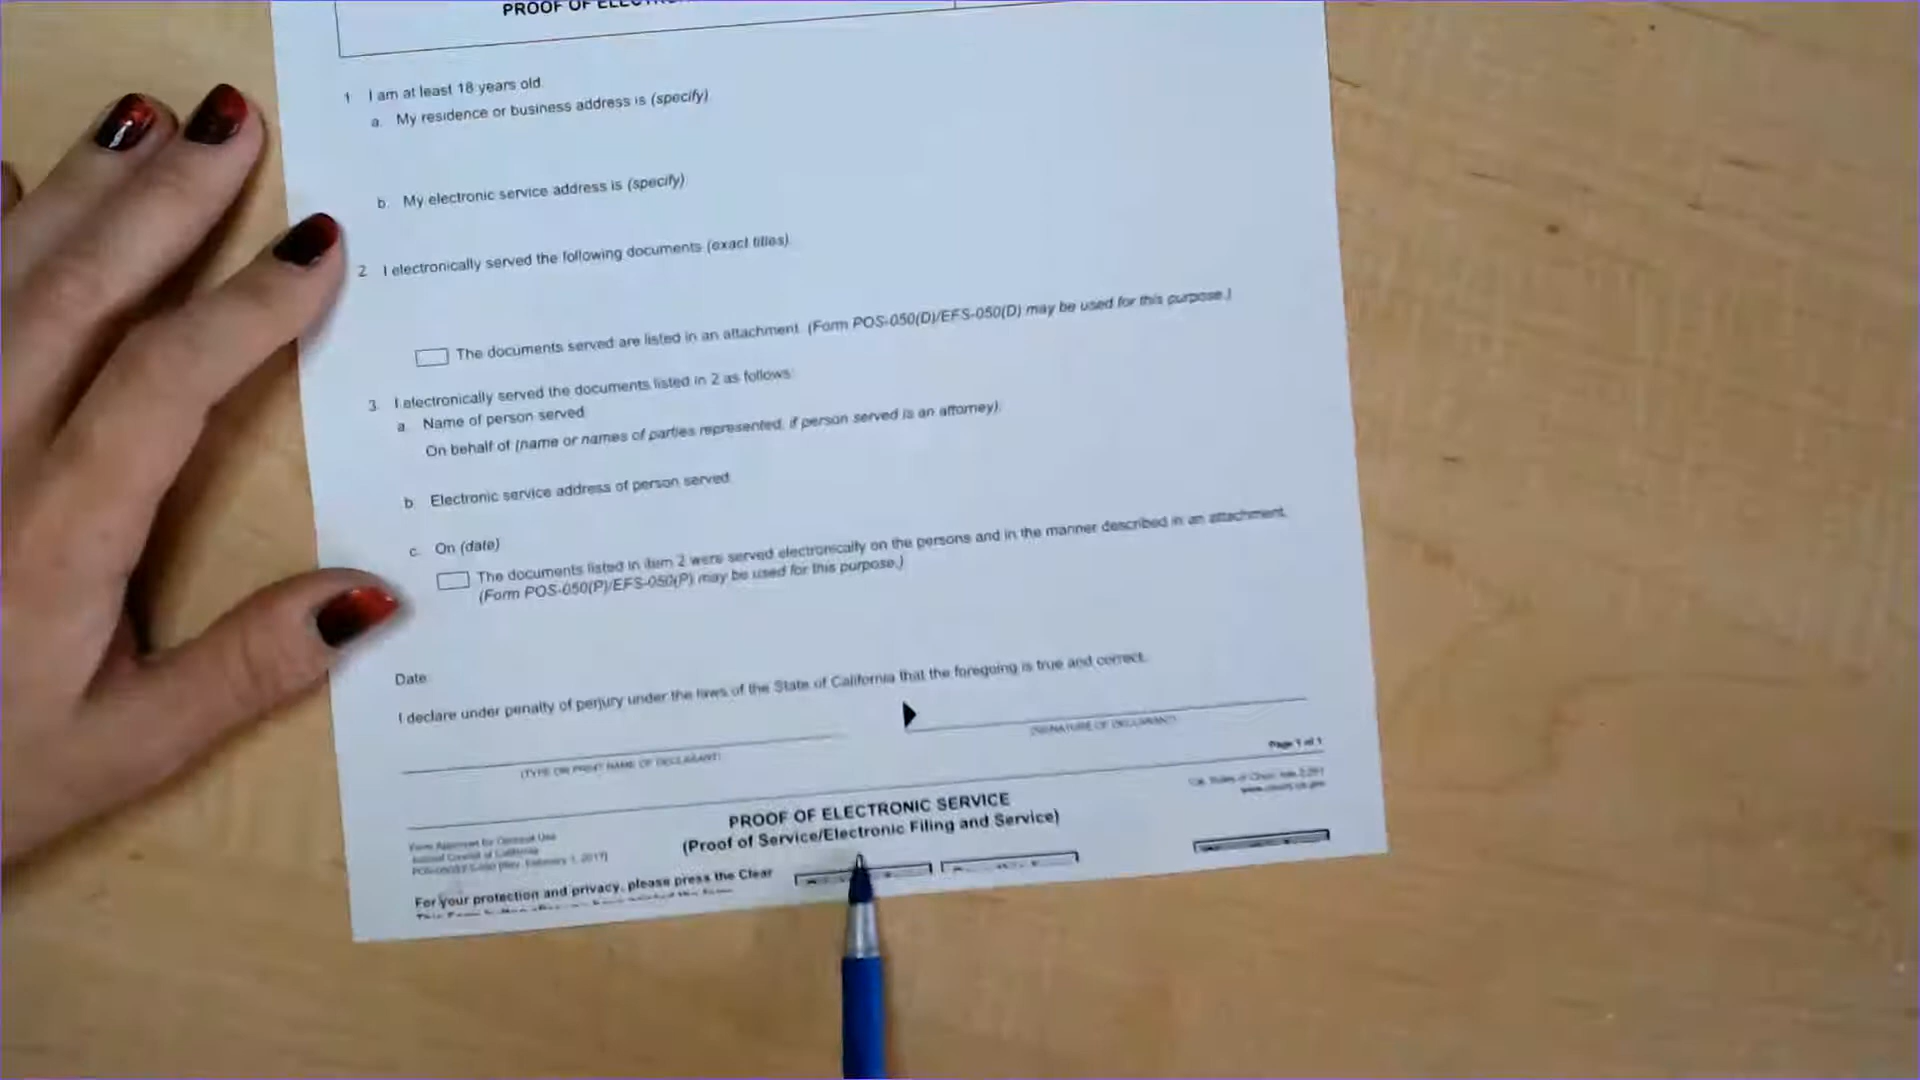 PROOF OF
1 I am at least 18 years old.
a. My residence or business address is (specify)
b. My electronic service address is (specify)
2 I electronically served the following documents (exact titles).
The documents served are listed in an attachment. (Form POS-050(D)/EFS-050(D) may be used for this purpose.)
3. I electronically served the documents listed in 2 as follows:
a Name of person served
On behalf of (name or names of parties represented, if person served is an attorney):
b Electronic service address of person served
c. On (date)
The documents listed in item 2 were served electronically on the persons and in the manner described in an attachment.
(Form POS-050(P)/EFS-050(P) may be used for this purpose.)
Date
I declare under penalty of perjury under the laws of the State of California that the foregoing is true and correct.
(TYPE OR PRINT NAME OF DECLARANT)
(SIGNATURE OF DECLARANT)
Page 1 of 1
Form Approved for Optional Use
Judicial Council of California
PROOF OF ELECTRONIC SERVICE
(Proof of Service/Electronic Filing and Service)
For your protection and privacy, please press the Clear